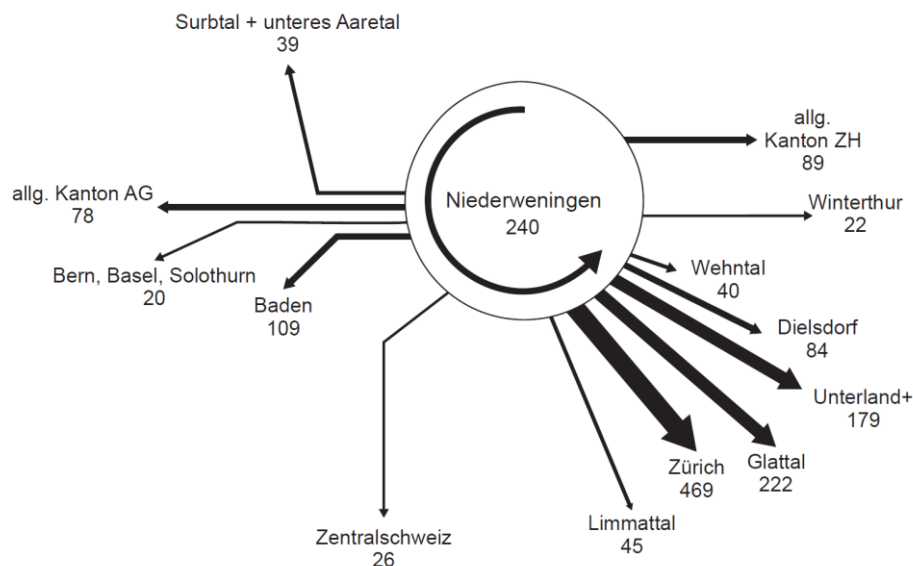 Surbtal + unteres Aaretal
39
allg.
Kanton ZH
89
allg. Kanton AG
78
Niederweningen
240
Winterthur
22
Bern, Basel, Solothurn
20
Baden
109
Wehntal
40
Dielsdorf
84
Unterland+
179
Zürich
469
Glattal
222
Limmattal
45
Zentralschweiz
26